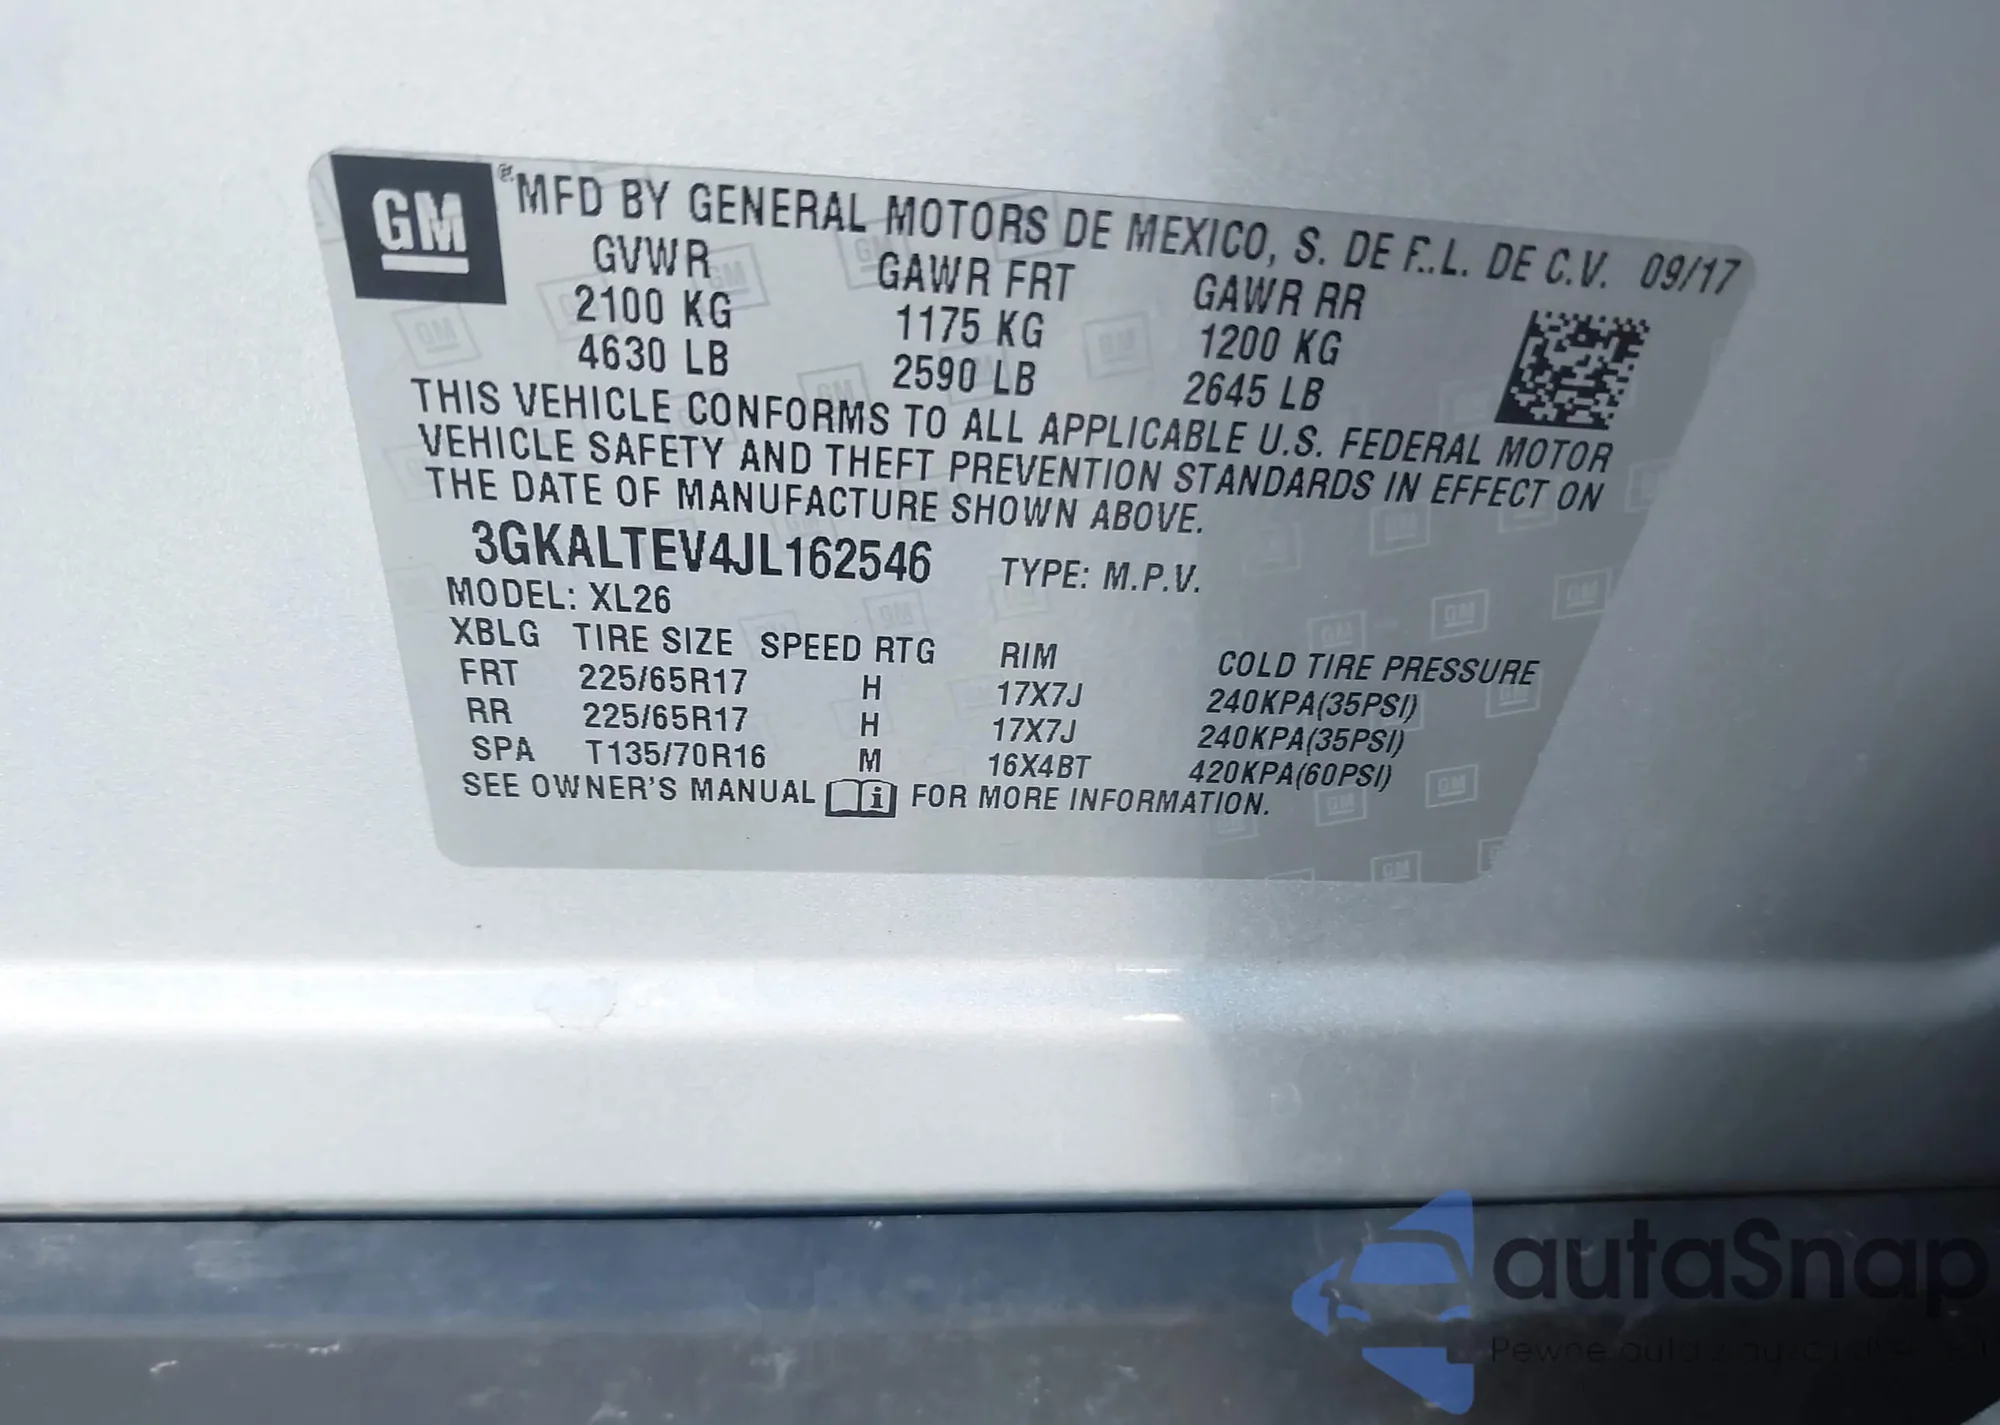 GM
MFD BY GENERAL MOTORS DE MEXICO, S. DE F..L. DE C.V. 09/17
GVWR GAWR FRT GAWR RR
2100 KG 1175 KG 1200 KG
4630 LB 2590 LB 2645 LB
THIS VEHICLE CONFORMS TO ALL APPLICABLE U.S. FEDERAL MOTOR
VEHICLE SAFETY AND THEFT PREVENTION STANDARDS IN EFFECT ON
THE DATE OF MANUFACTURE SHOWN ABOVE.
3GKALTEV4JL162546 TYPE: M.P.V.
MODEL: XL26
XBLG TIRE SIZE SPEED RTG RIM COLD TIRE PRESSURE
FRT 225/65R17 H 17X7J 240KPA(35PSI)
RR 225/65R17 H 17X7J 240KPA(35PSI)
SPA T135/70R16 M 16X4BT 420KPA(60PSI)
SEE OWNER'S MANUAL FOR MORE INFORMATION.
autaSnap
Pewne auta z